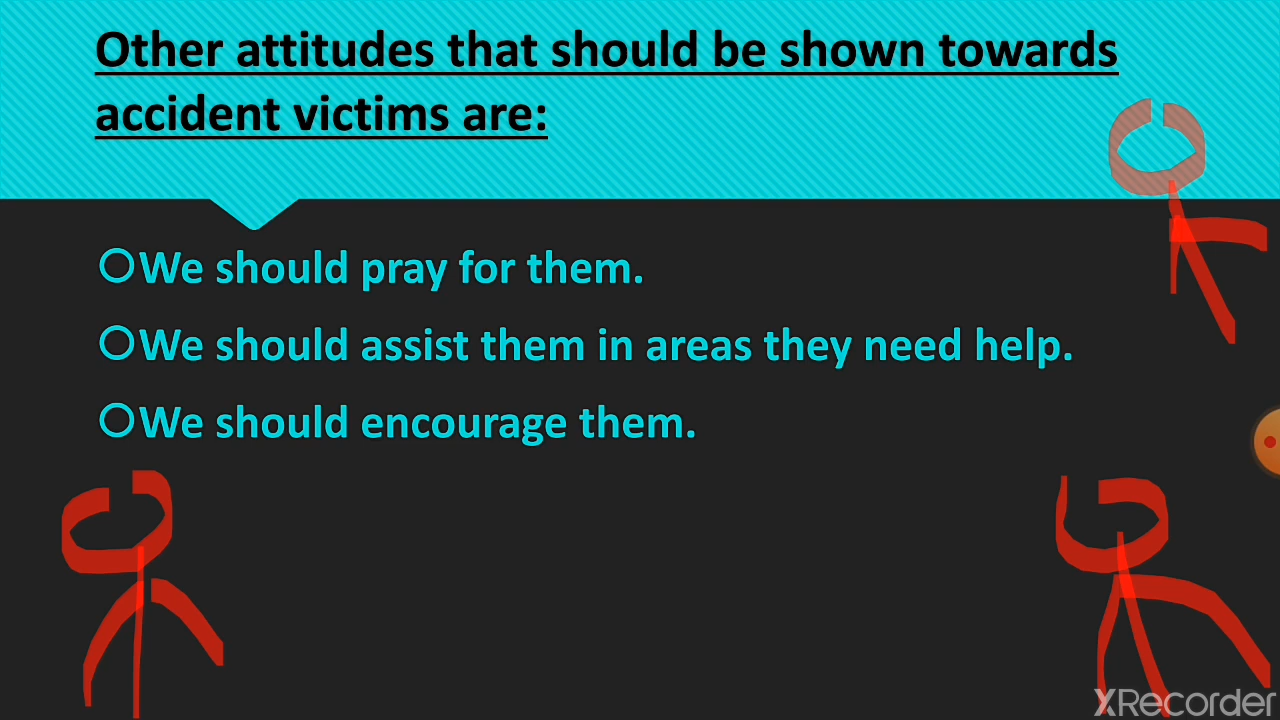 Other attitudes that should be shown towards
accident victims are:
We should pray for them.
We should assist them in areas they need help.
We should encourage them.
XRecorder